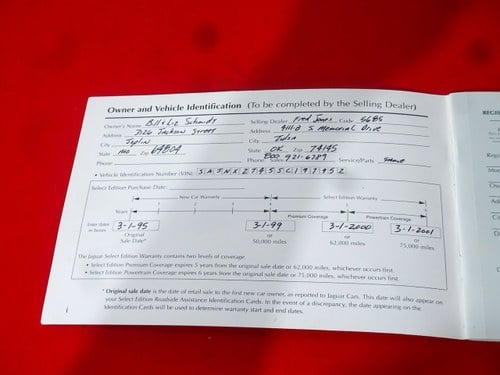 Owner and Vehicle Identification (To be completed by the Selling Dealer)
Owner's Name Bill & Liz Schmidt
Address 7126 Jackson Street
City Joplin
State MO Zip 64804
Phone
Selling Dealer Fred Jones Code 5685
Address 4118 S Memorial Drive
City Tulsa
State OK Zip 74145
Phone: Sales 800 921-6789 Service/Parts Same
• Vehicle Identification Number (VIN): SAJNX2745SC197952
Select Edition Purchase Date:
New Car Warranty Select Edition Warranty
Years Premium Coverage Powertrain Coverage
Enter dates in boxes 3-1-95 3-1-99 3-1-2000 3-1-2001
Original Sale Date* or 50,000 miles or 62,000 miles or 75,000 miles
The Jaguar Select Edition Warranty contains two levels of coverage.
• Select Edition Premium Coverage expires 5 years from the original sale date or 62,000 miles, whichever occurs first.
• Select Edition Powertrain Coverage expires 6 years from the original sale date or 75,000 miles, whichever occurs first.
* Original sale date is the date of retail sale to the first new car owner, as reported to Jaguar Cars. This date will also appear on
your Select Edition Roadside Assistance Identification Cards. In the event of a discrepancy, the date appearing on the
Identification Cards will be used to determine warranty start and end dates.